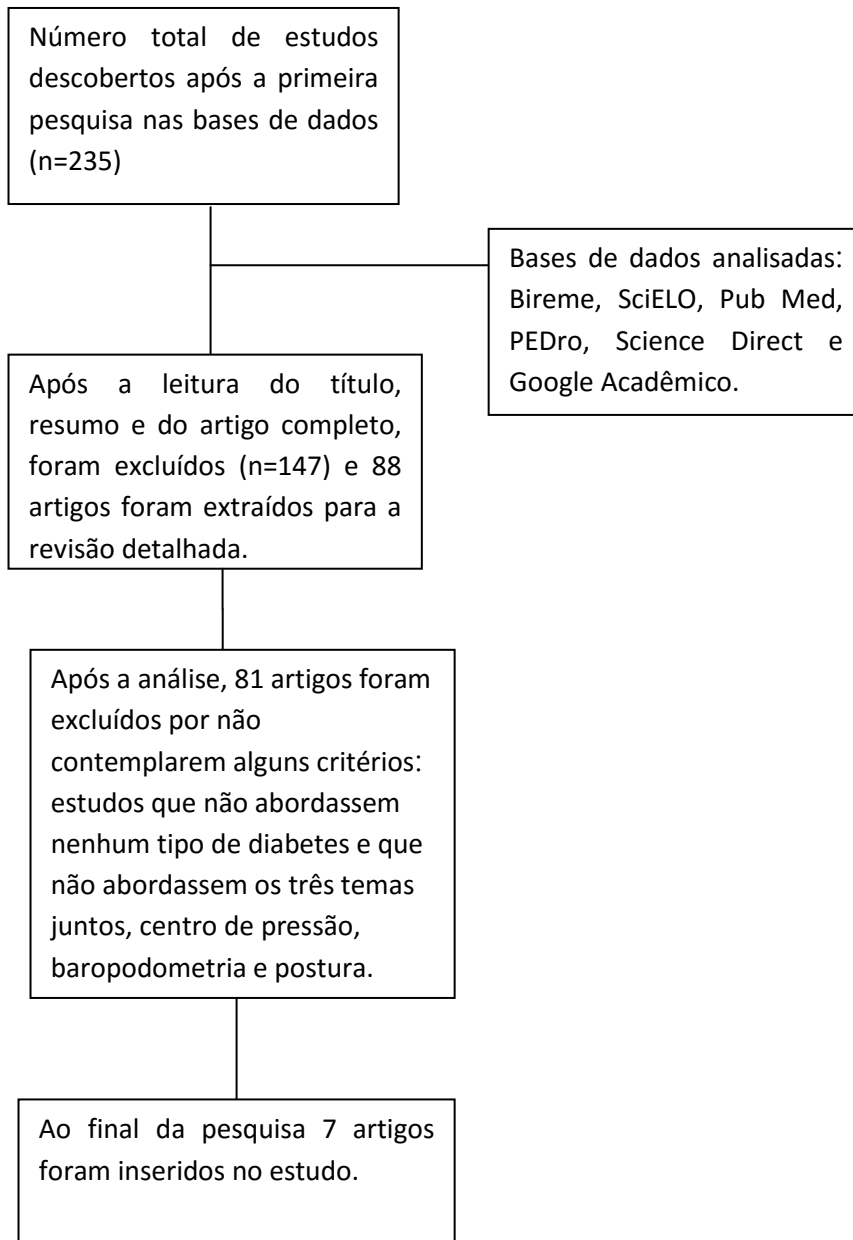 Número total de estudos
descobertos após a primeira
pesquisa nas bases de dados
(n=235)
Bases de dados analisadas:
Bireme, SciELO, Pub Med,
PEDro, Science Direct e
Google Acadêmico.
Após a leitura do título,
resumo e do artigo completo,
foram excluídos (n=147) e 88
artigos foram extraídos para a
revisão detalhada.
Após a análise, 81 artigos foram
excluídos por não
contemplarem alguns critérios:
estudos que não abordassem
nenhum tipo de diabetes e que
não abordassem os três temas
juntos, centro de pressão,
baropodometria e postura.
Ao final da pesquisa 7 artigos
foram inseridos no estudo.